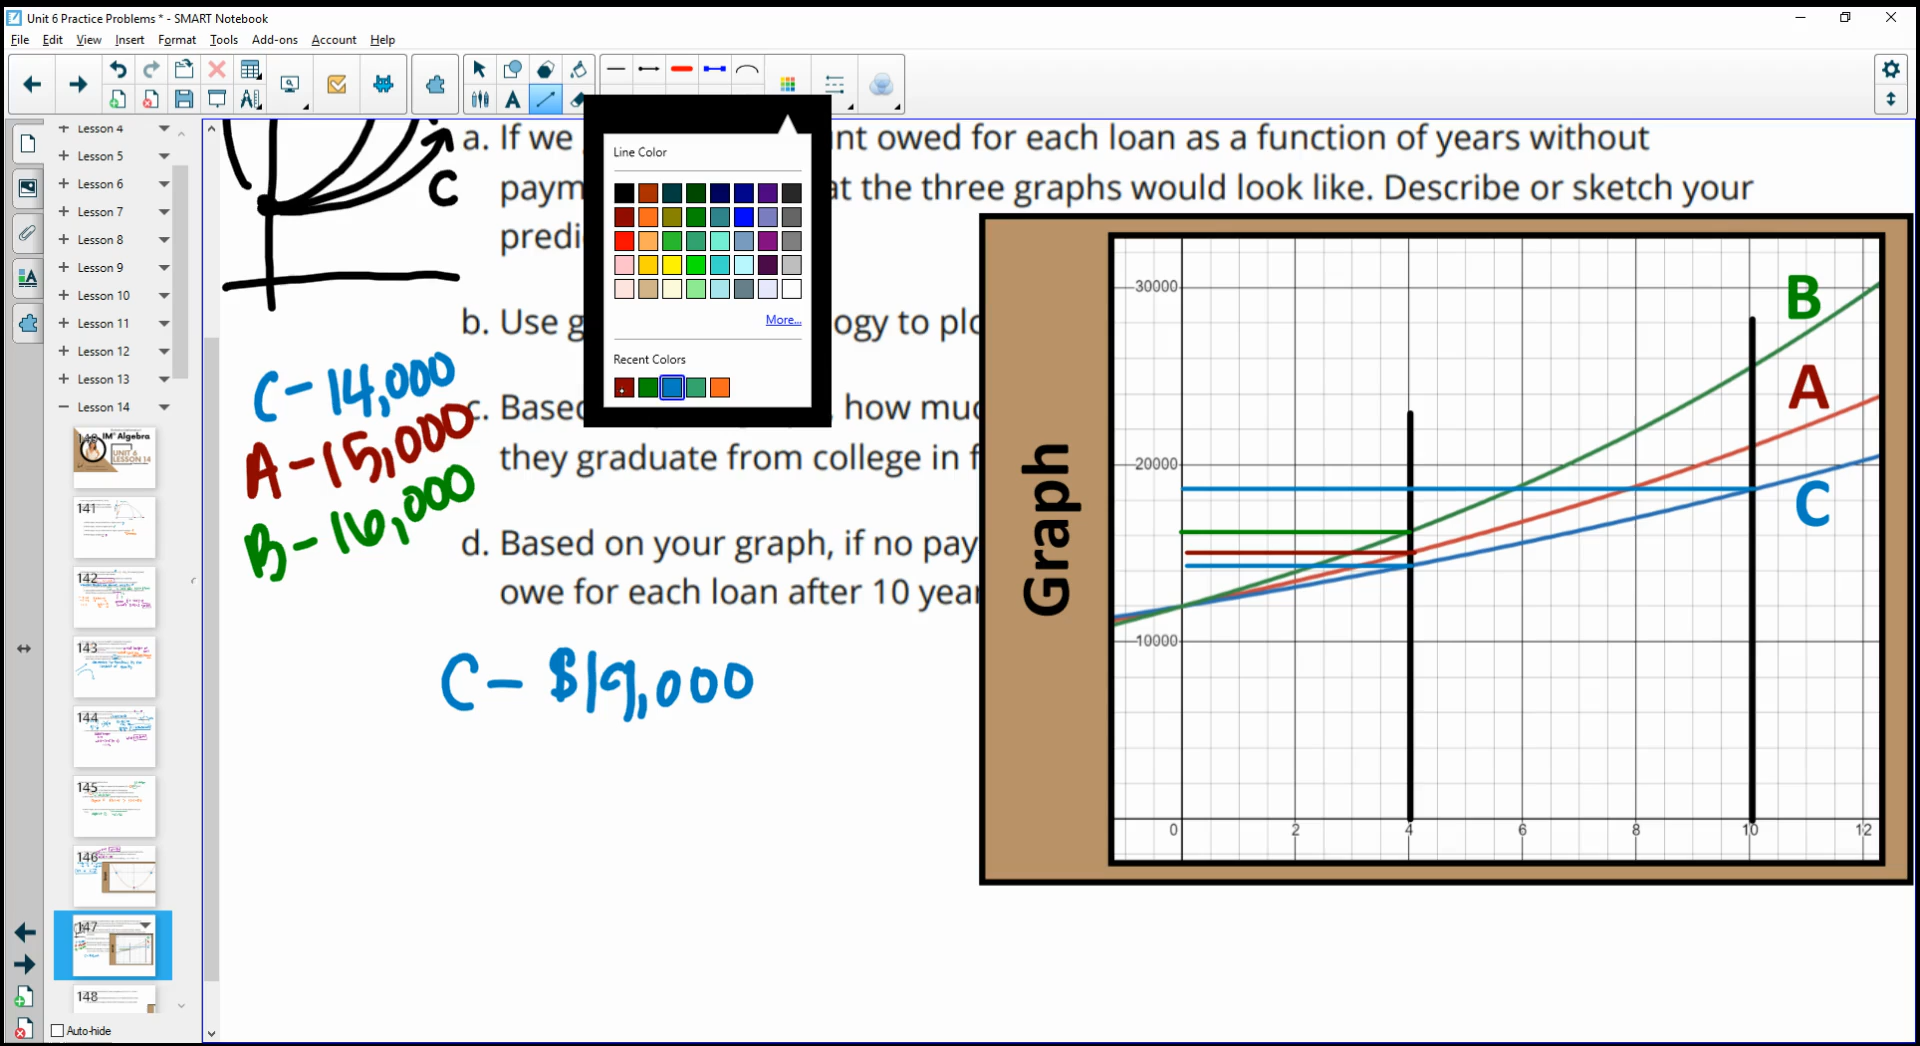 Unit 6 Practice Problems * - SMART Notebook
File Edit View Insert Format Tools Add-ons Account Help
Lesson 4
Lesson 5
Lesson 6
Lesson 7
Lesson 8
Lesson 9
Lesson 10
Lesson 11
Lesson 12
Lesson 13
Lesson 14
140
IM Algebra
UNIT 6
LESSON 14
141
142
143
144
145
146
147
148
Auto-hide
C
a. If we nt owed for each loan as a function of years without
paym at the three graphs would look like. Describe or sketch your
predi
b. Use g ogy to plo
c. Based , how muc
they graduate from college in f
d. Based on your graph, if no pay
owe for each loan after 10 year
C - 14,000
A - 15,000
B - 16,000
C - $19,000
Line Color
More...
Recent Colors
Graph
30000
20000
10000
0 2 4 6 8 10 12
B
A
C